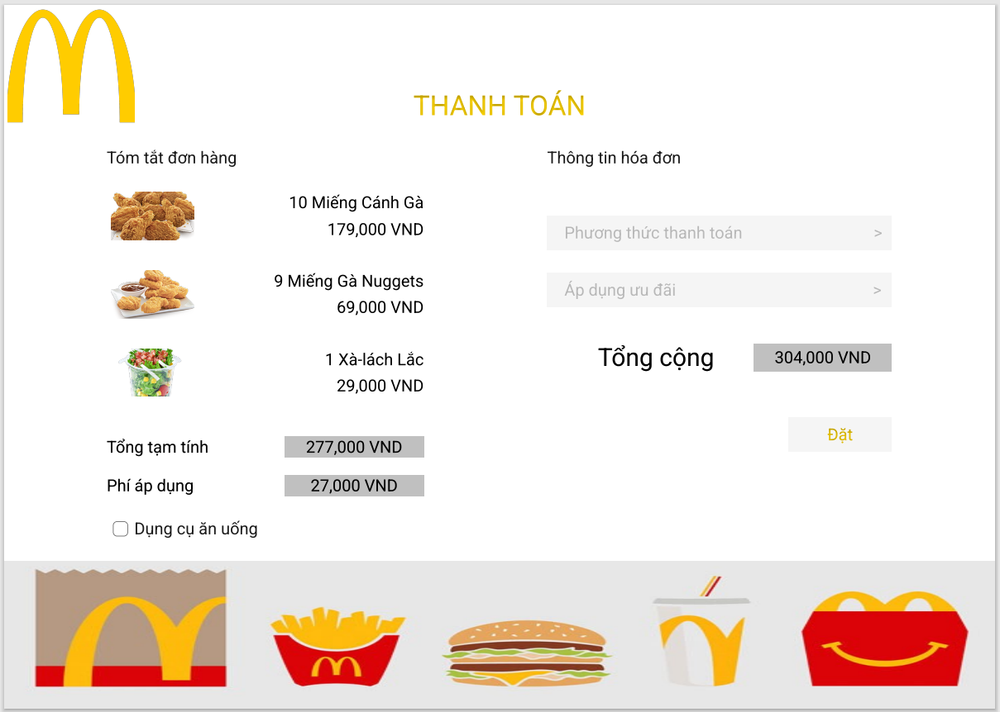 THANH TOÁN
Tóm tắt đơn hàng
10 Miếng Cánh Gà
179,000 VND
9 Miếng Gà Nuggets
69,000 VND
1 Xà-lách Lắc
29,000 VND
Tổng tạm tính
277,000 VND
Phí áp dụng
27,000 VND
Dụng cụ ăn uống
Thông tin hóa đơn
Phương thức thanh toán >
Áp dụng ưu đãi >
Tổng cộng
304,000 VND
Đặt